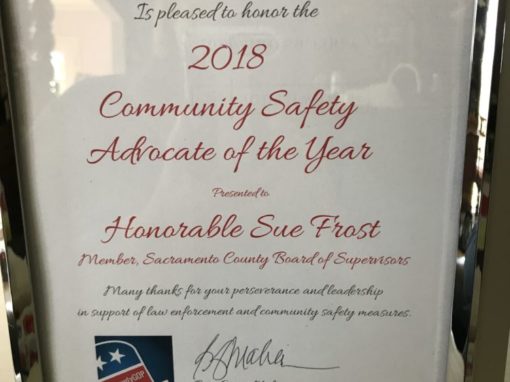 Is pleased to honor the
2018
Community Safety
Advocate of the Year
Presented to
Honorable Sue Frost
Member, Sacramento County Board of Supervisors
Many thanks for your perseverance and leadership
in support of law enforcement and community safety measures.